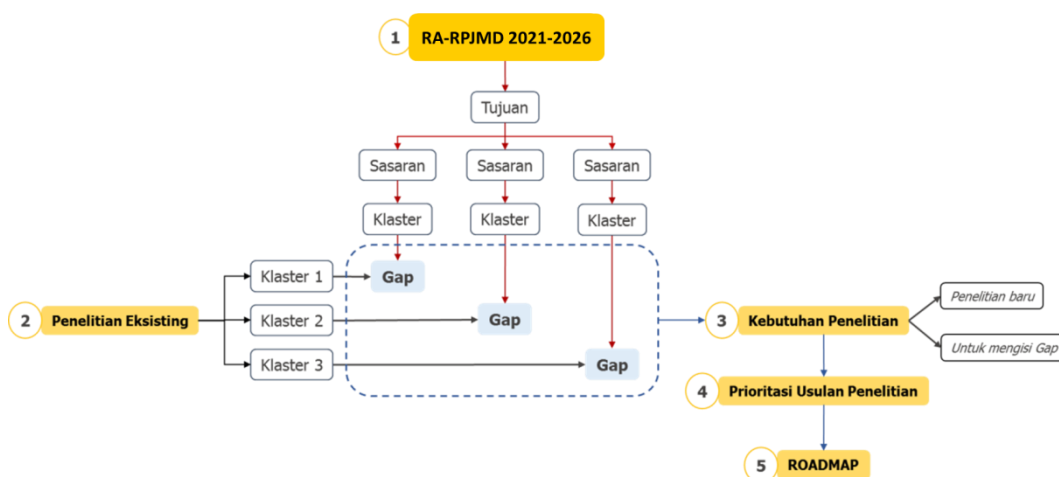 1 RA-RPJMD 2021-2026
Tujuan
Sasaran Sasaran Sasaran
Klaster Klaster Klaster
Klaster 1 Gap
2 Penelitian Eksisting Klaster 2 Gap
Klaster 3 Gap
3 Kebutuhan Penelitian
Penelitian baru
Untuk mengisi Gap
4 Prioritasi Usulan Penelitian
5 ROADMAP